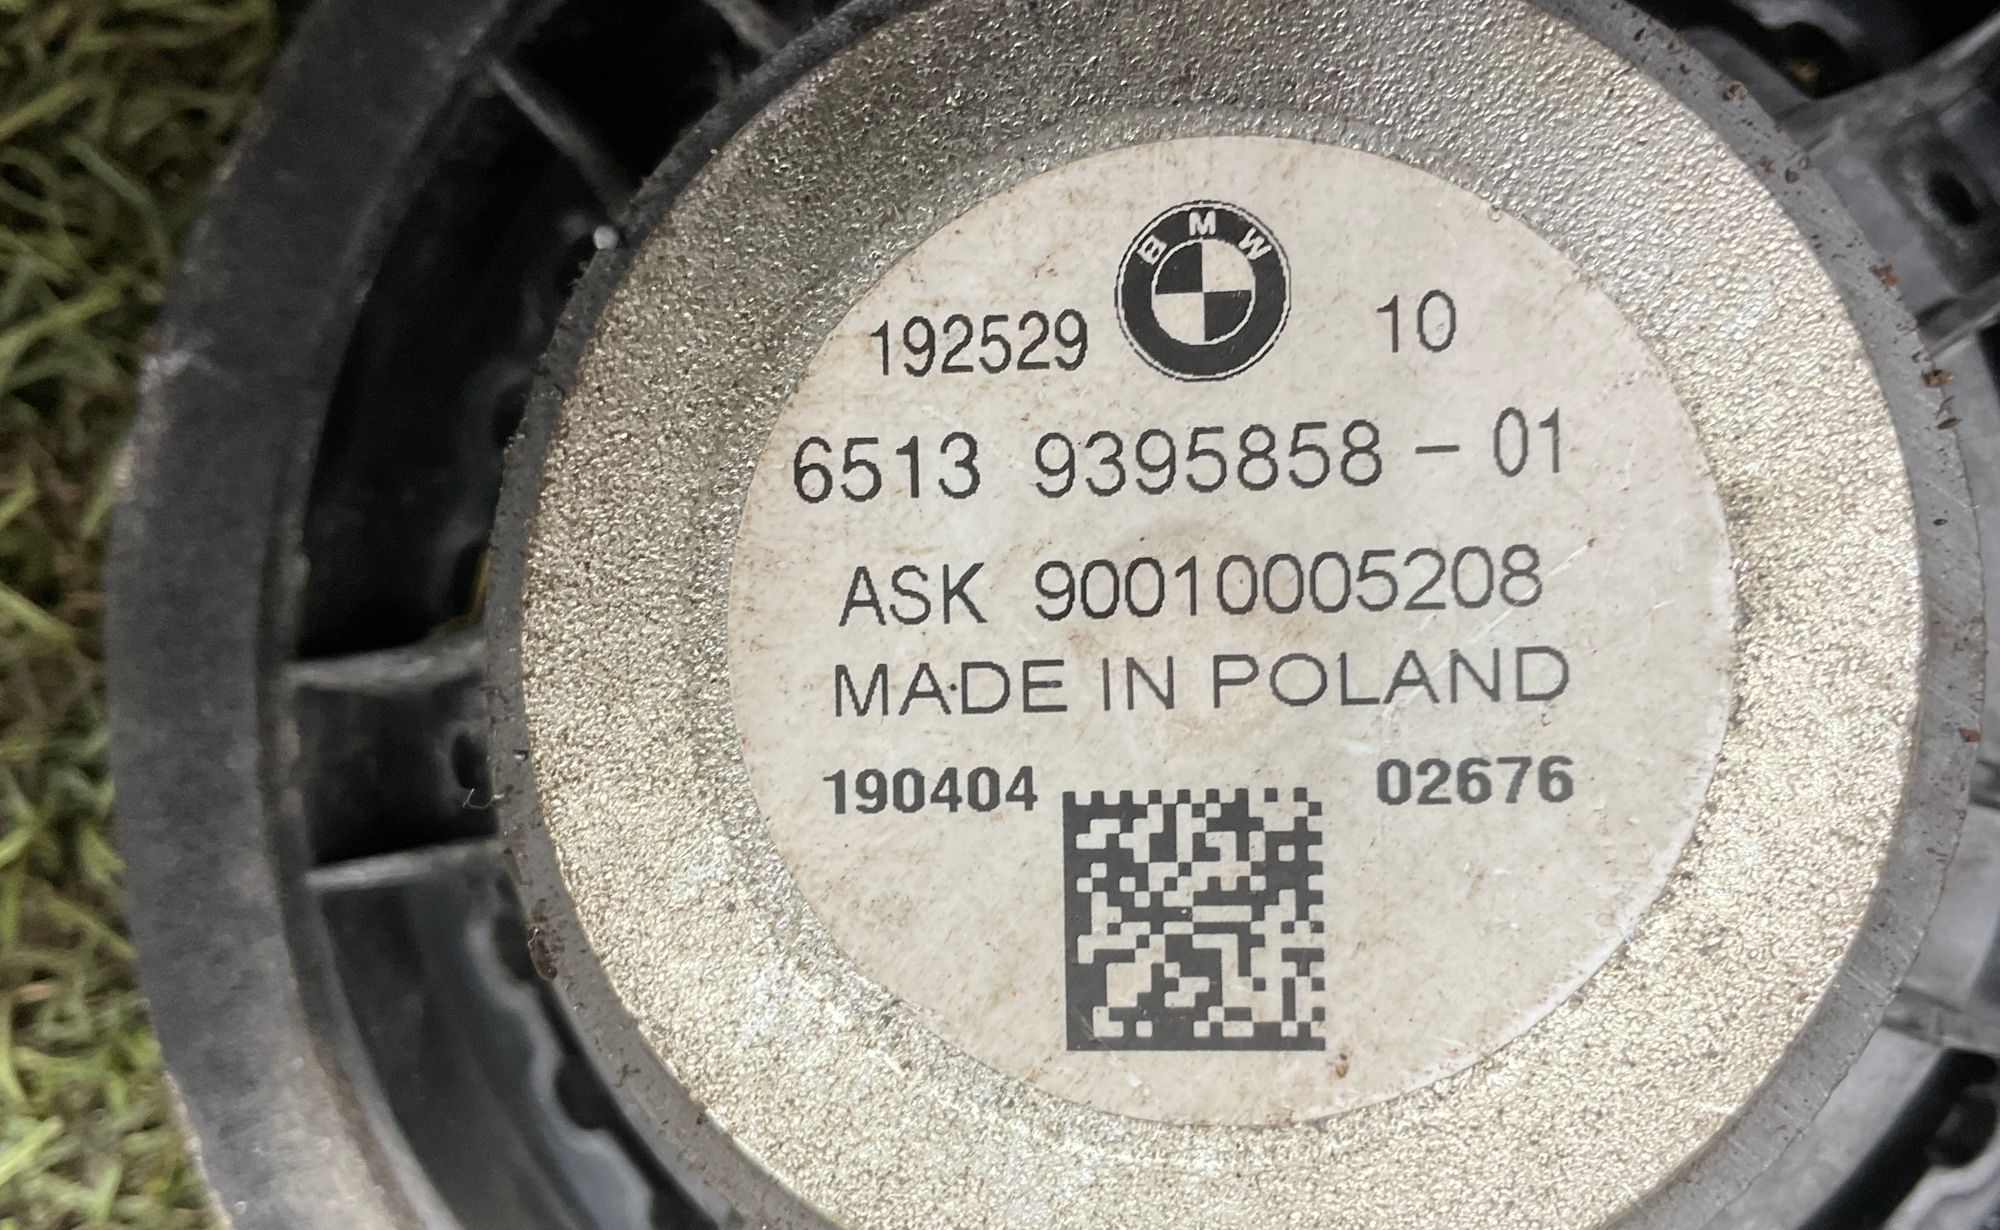 BMW
192529 10
6513 9395858 - 01
ASK 90010005208
MADE IN POLAND
190404 02676